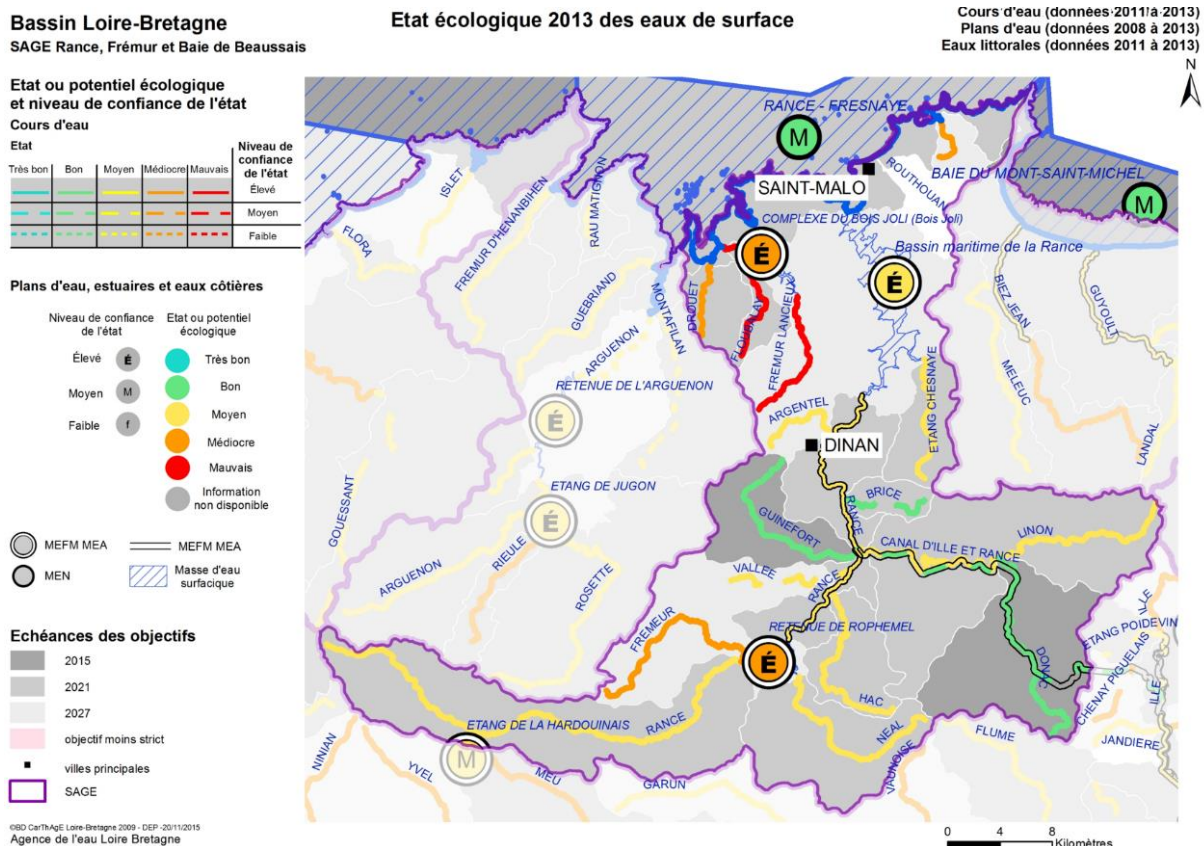 Bassin Loire-Bretagne
SAGE Rance, Frémur et Baie de Beaussais
Etat écologique 2013 des eaux de surface
Cours d'eau (données 2011 à 2013)
Plans d'eau (données 2008 à 2013)
Eaux littorales (données 2011 à 2013)
N
Etat ou potentiel écologique
et niveau de confiance de l'état
Cours d'eau
Etat
Très bon Bon Moyen Médiocre Mauvais
Niveau de
confiance
de l'état
Élevé
Moyen
Faible
Plans d'eau, estuaires et eaux côtières
Niveau de confiance
de l'état
Etat ou potentiel
écologique
Élevé É
Moyen M
Faible f
Très bon
Bon
Moyen
Médiocre
Mauvais
Information
non disponible
MEFM MEA
MEFM MEA
MEN
Masse d'eau
surfacique
Echéances des objectifs
2015
2021
2027
objectif moins strict
villes principales
SAGE
©BD CarThAgE Loire-Bretagne 2009 - DEP -20/11/2015
Agence de l'eau Loire Bretagne
RANCE - FRESNAYE
M
SAINT-MALO
ROUTHOUAN
BAIE DU MONT-SAINT-MICHEL
M
COMPLEXE DU BOIS JOLI (Bois Joli)
Bassin maritime de la Rance
É
É
ISLET
FLORA
FREMUR D'HENANBIHEN
RAU MATIGNON
GUEBRIAND
MONTAFILAN
DROUET
FLOUBALAY
FREMUR LANCIEUX
BIEZ JEAN
GUYOULT
MELEUC
LANDAL
ARGUENON
RETENUE DE L'ARGUENON
É
ARGENTEL
ETANG CHESNAYE
DINAN
ETANG DE JUGON
É
GOUESSANT
BRICE
RANCE
GUINEFORT
LINON
CANAL D'ILLE ET RANCE
RIEULE
ARGUENON
ROSETTE
VALLEE
RANCE
RETENUE DE ROPHEMEL
É
FREMEUR
ILLE
ETANG POIDEVIN
DONAC
CHENAY PIGUELAIS
ILLE
HAC
RANCE
ETANG DE LA HARDOUINAIS
M
NEAL
FLUME
JANDIERE
NINIAN
YVEL
MEU
GARUN
VAUNOISE
0 4 8
Kilomètres